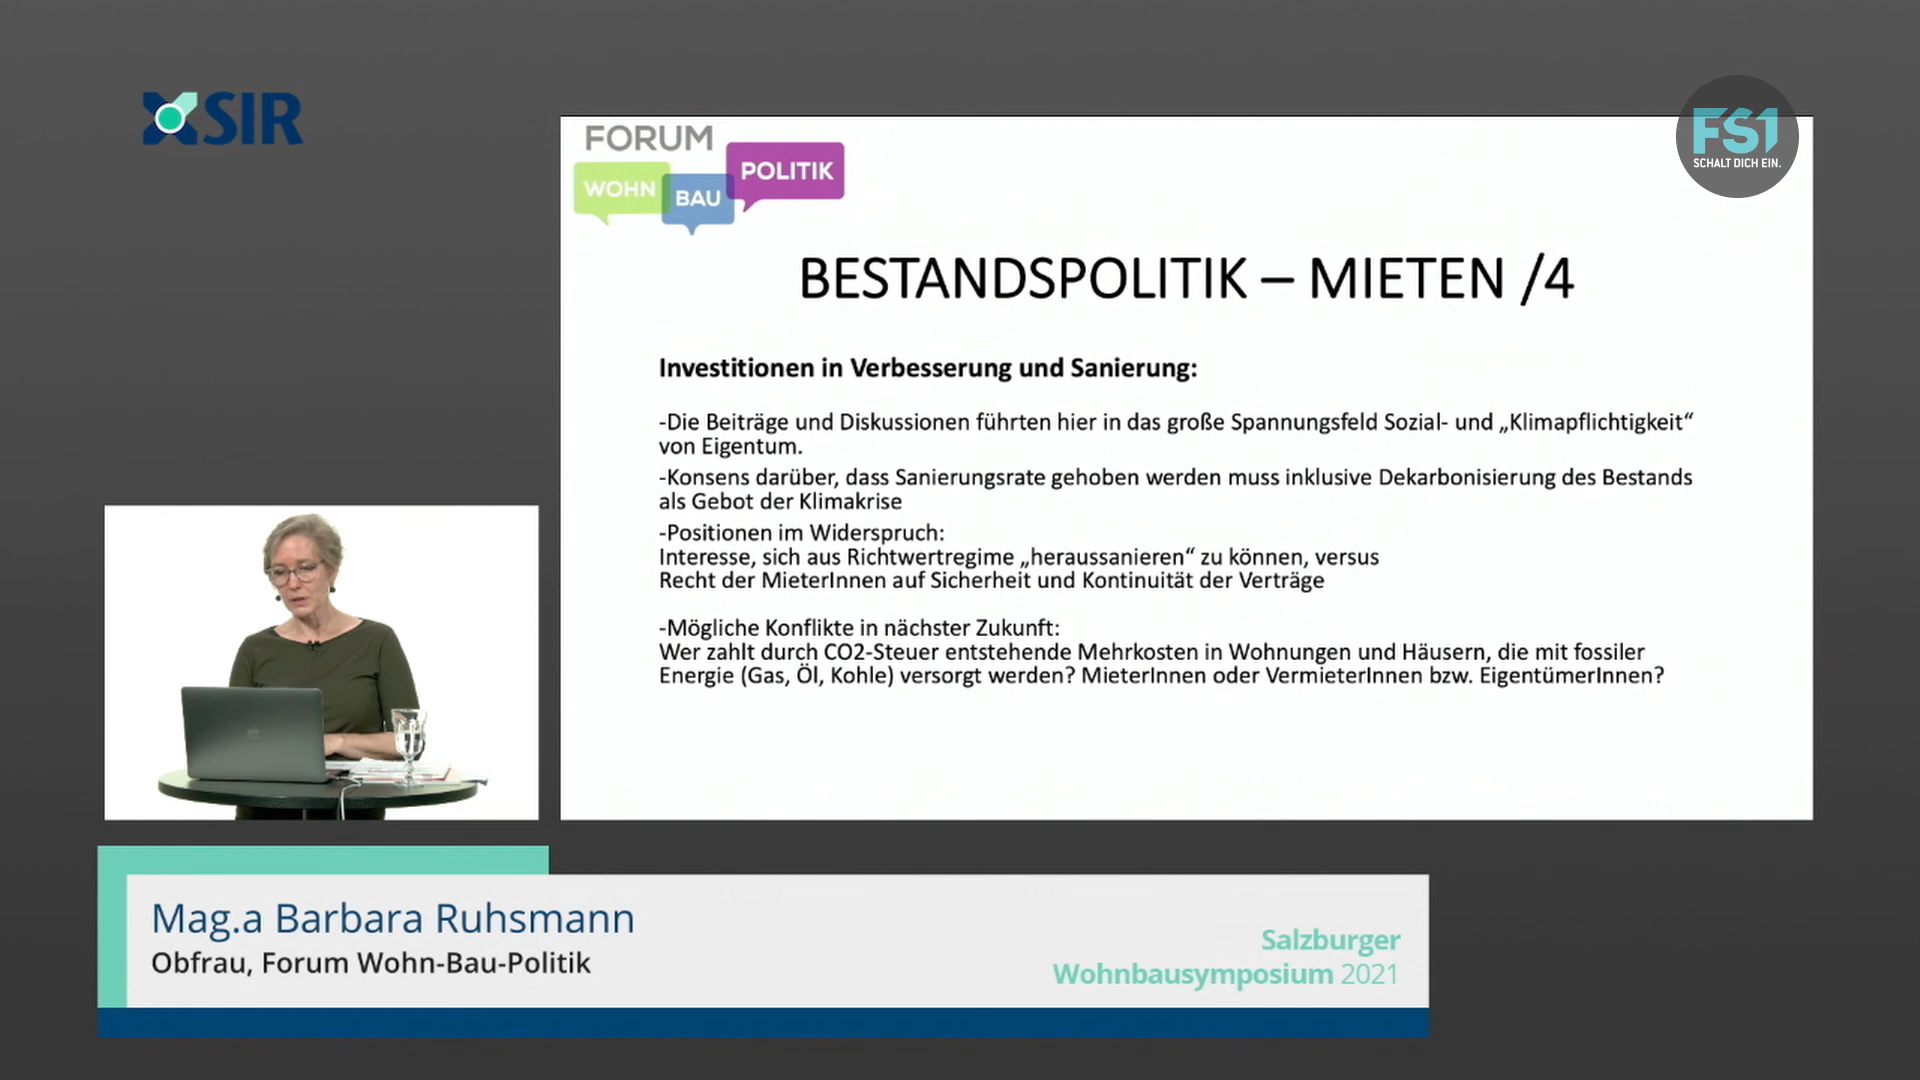 SIR
FS1
SCHALT DICH EIN.
FORUM
WOHN
BAU
POLITIK
BESTANDSPOLITIK – MIETEN /4
Investitionen in Verbesserung und Sanierung:
-Die Beiträge und Diskussionen führten hier in das große Spannungsfeld Sozial- und „Klimapflichtigkeit“
von Eigentum.
-Konsens darüber, dass Sanierungsrate gehoben werden muss inklusive Dekarbonisierung des Bestands
als Gebot der Klimakrise
-Positionen im Widerspruch:
Interesse, sich aus Richtwertregime „heraussanieren“ zu können, versus
Recht der MieterInnen auf Sicherheit und Kontinuität der Verträge
-Mögliche Konflikte in nächster Zukunft:
Wer zahlt durch CO2-Steuer entstehende Mehrkosten in Wohnungen und Häusern, die mit fossiler
Energie (Gas, Öl, Kohle) versorgt werden? MieterInnen oder VermieterInnen bzw. EigentümerInnen?
Mag.a Barbara Ruhsmann
Obfrau, Forum Wohn-Bau-Politik
Salzburger
Wohnbausymposium 2021